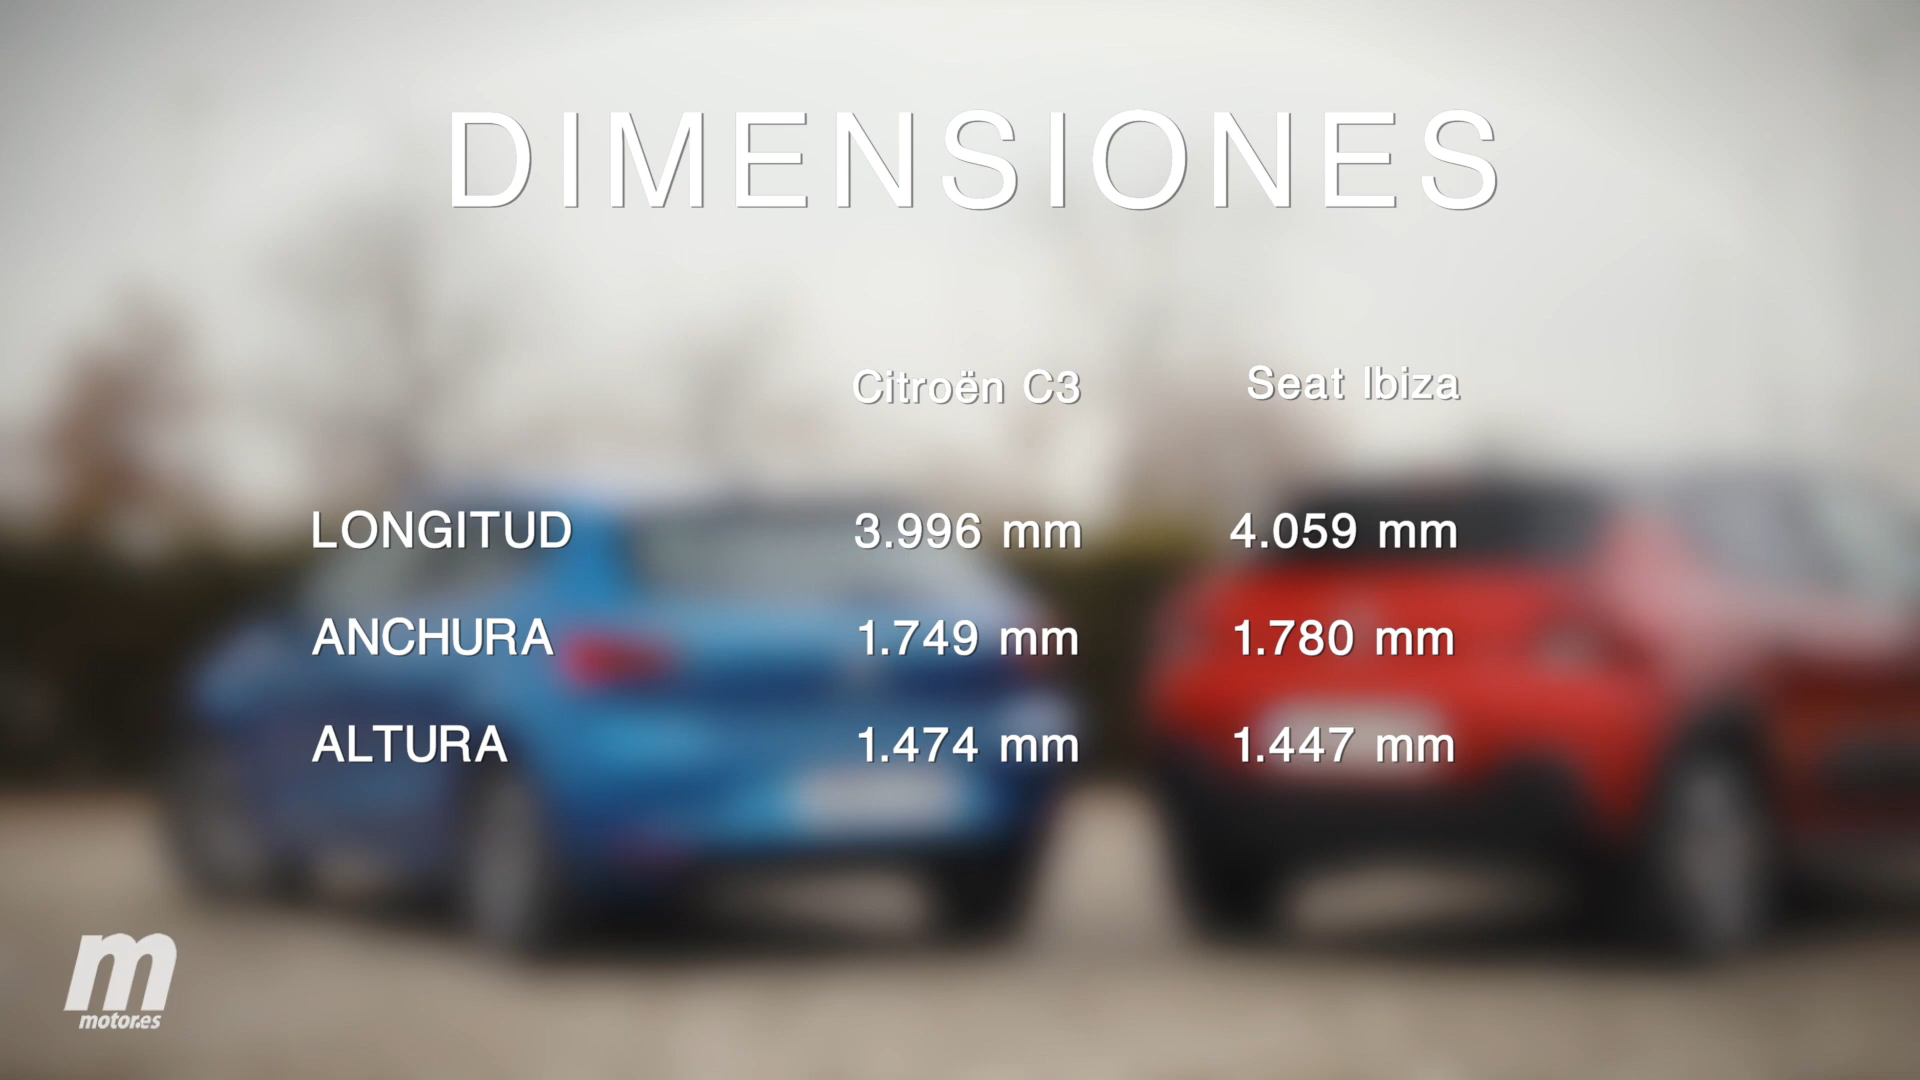 DIMENSIONES
Citroën C3 Seat Ibiza
LONGITUD 3.996 mm 4.059 mm
ANCHURA 1.749 mm 1.780 mm
ALTURA 1.474 mm 1.447 mm
m
motor.es